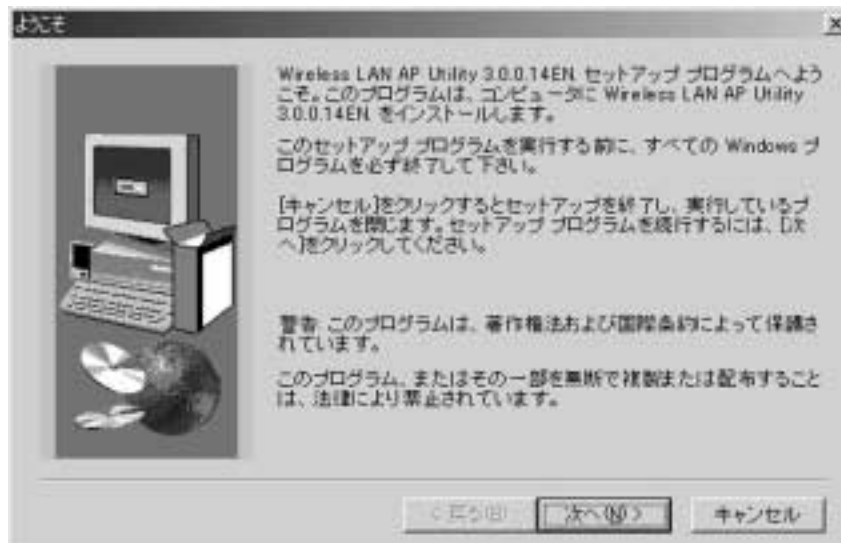 ようこそ
Wireless LAN AP Utility 3.0.0.14EN セットアップ プログラムへよう
こそ。このプログラムは、コンピュータに Wireless LAN AP Utility
3.0.0.14EN をインストールします。
このセットアップ プログラムを実行する前に、すべての Windows プ
ログラムを必ず終了して下さい。
[キャンセル]をクリックするとセットアップを終了し、実行しているプ
ログラムを閉じます。セットアップ プログラムを続行するには、[次
へ]をクリックしてください。
警告: このプログラムは、著作権法および国際条約によって保護さ
れています。
このプログラム、またはその一部を無断で複製または配布すること
は、法律により禁止されています。
< 戻る(B)
次へ(N) >
キャンセル